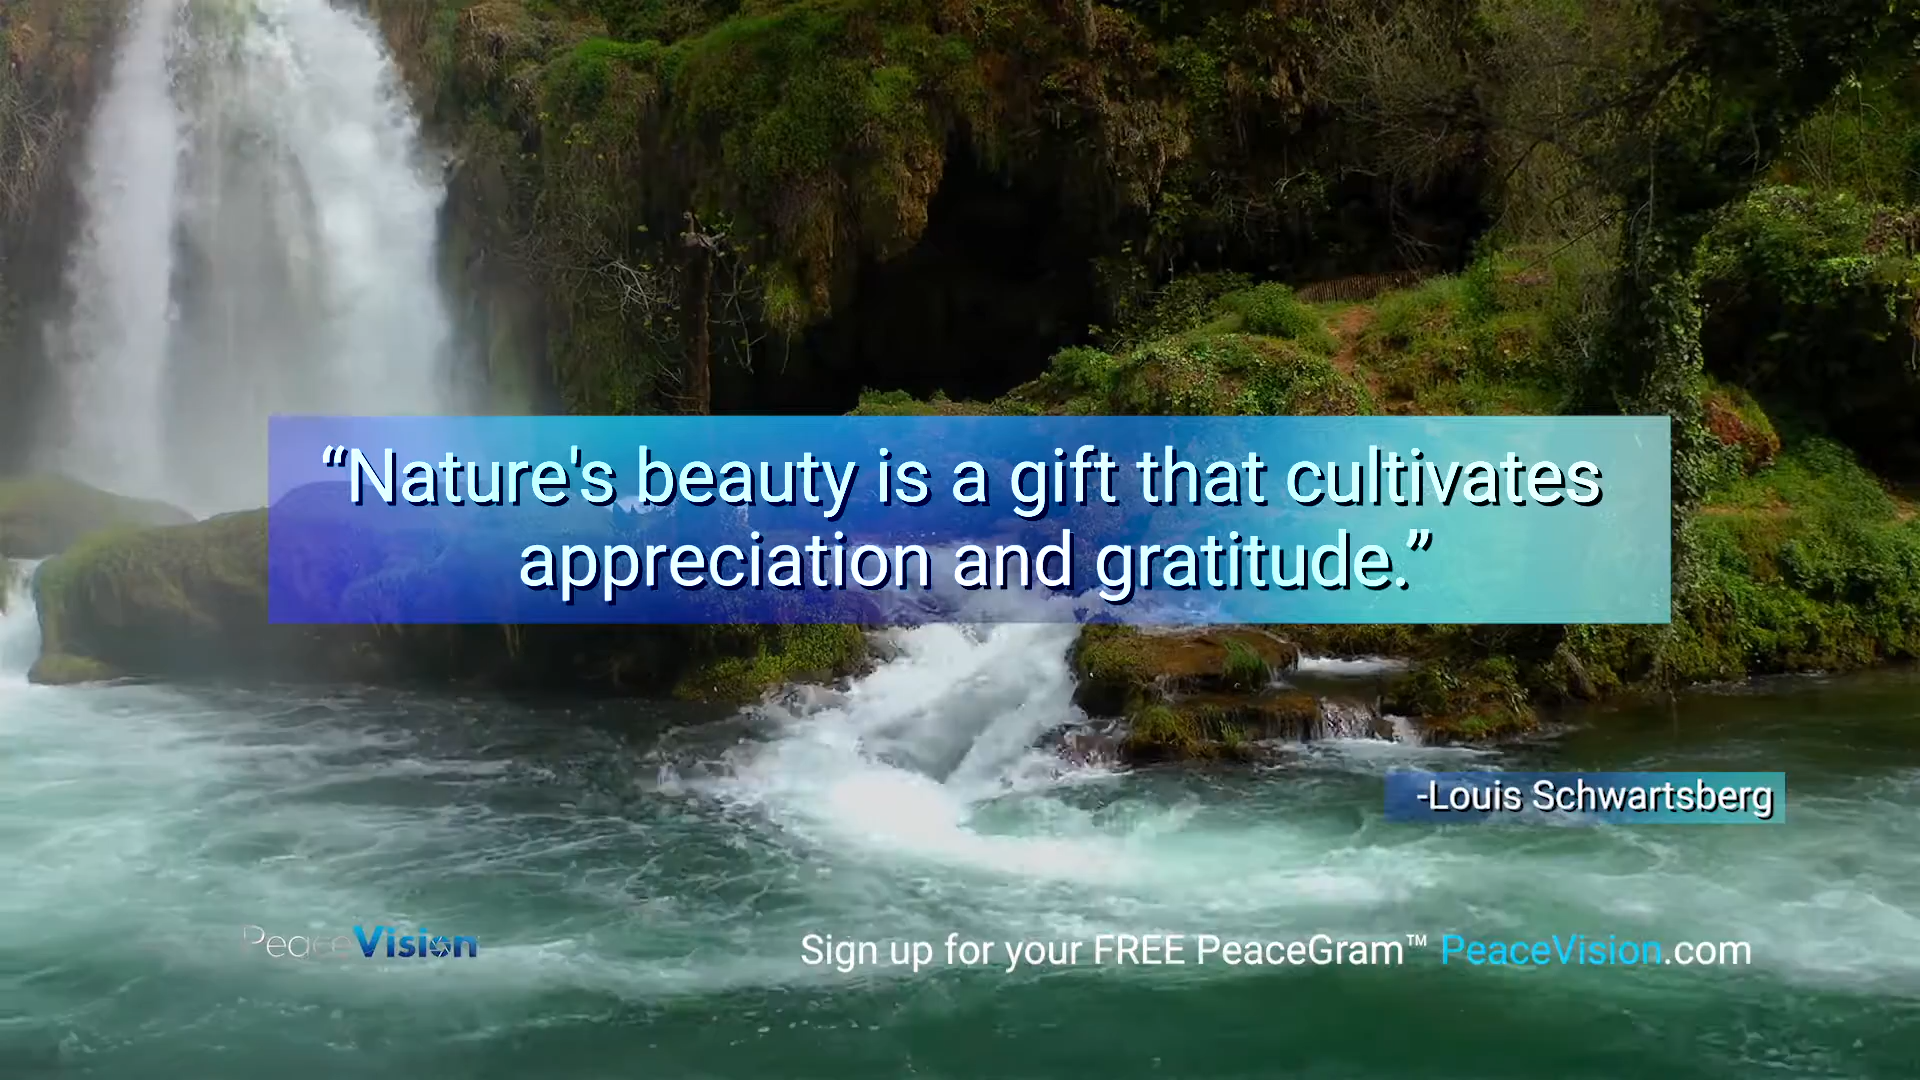 “Nature's beauty is a gift that cultivates
appreciation and gratitude.”
-Louis Schwartsberg
PeaceVision
Sign up for your FREE PeaceGram™ PeaceVision.com